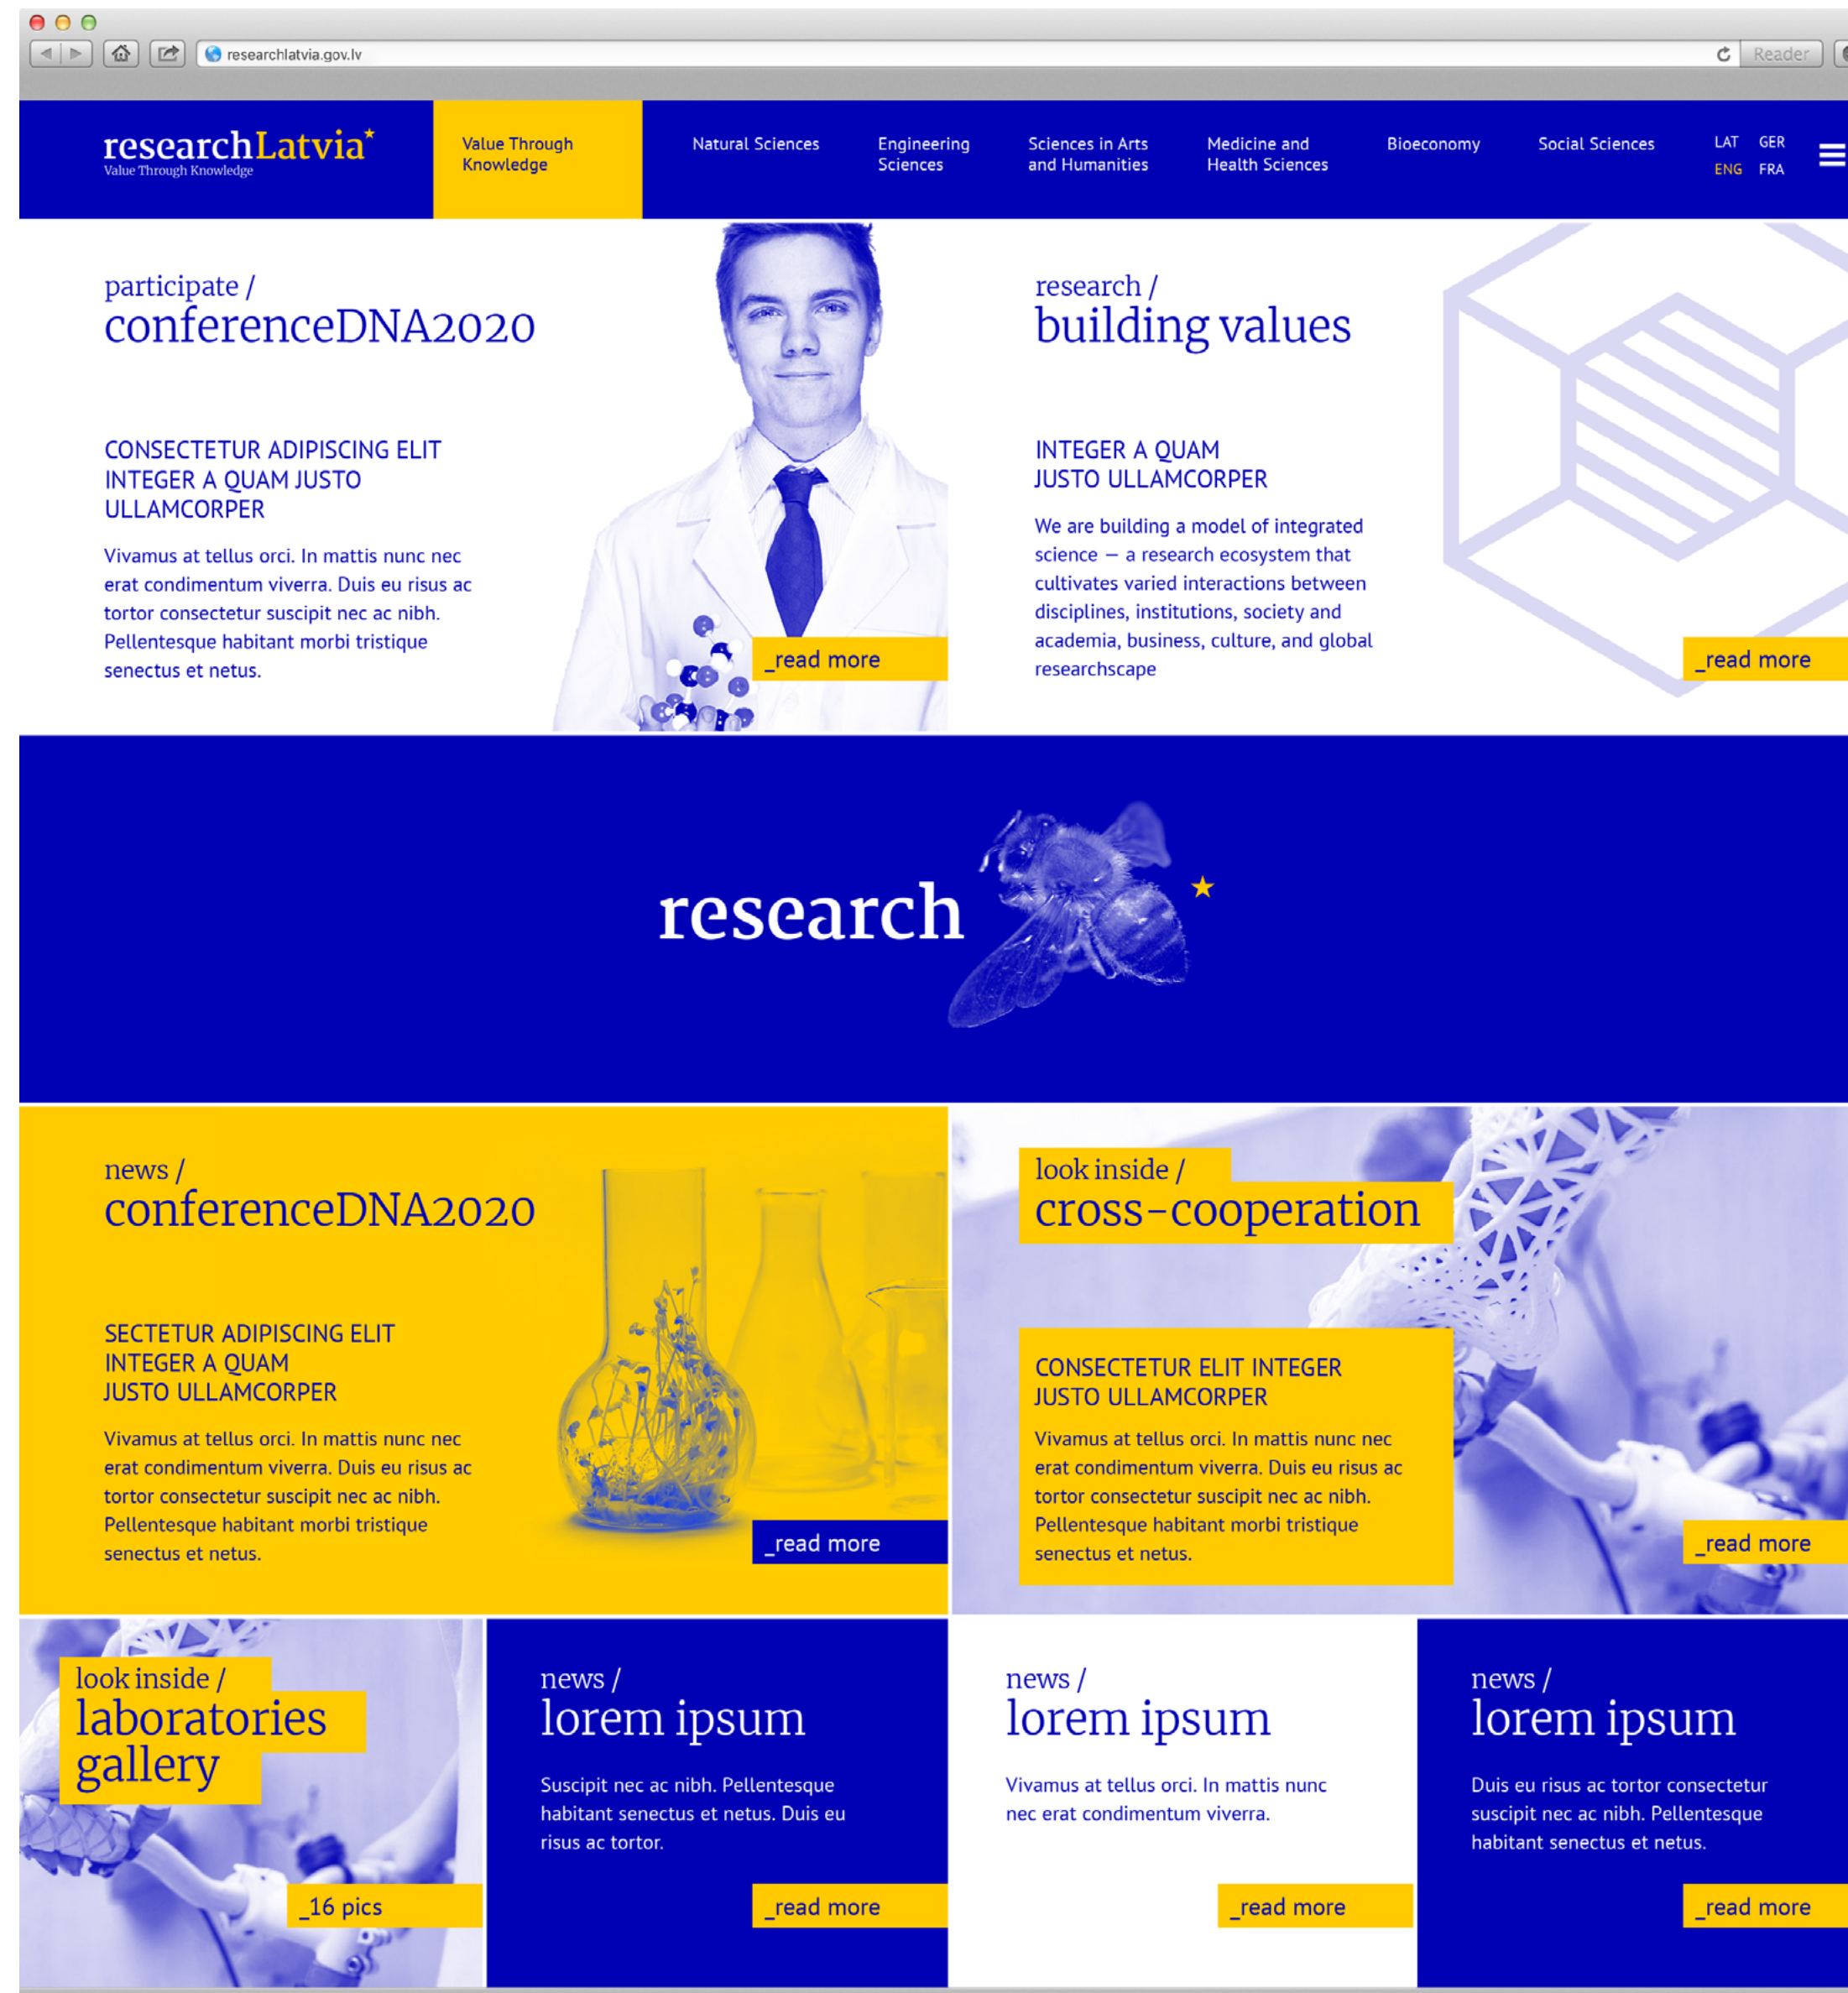 researchlatvia.gov.lv
Reader
researchLatvia
Value Through Knowledge
Value Through
Knowledge
Natural Sciences
Engineering
Sciences
Sciences in Arts
and Humanities
Medicine and
Health Sciences
Bioeconomy
Social Sciences
LAT GER
ENG FRA
participate /
conferenceDNA2020
CONSECTETUR ADIPISCING ELIT
INTEGER A QUAM JUSTO
ULLAMCORPER
Vivamus at tellus orci. In mattis nunc nec
erat condimentum viverra. Duis eu risus ac
tortor consectetur suscipit nec ac nibh.
Pellentesque habitant morbi tristique
senectus et netus.
_read more
research /
building values
INTEGER A QUAM
JUSTO ULLAMCORPER
We are building a model of integrated
science — a research ecosystem that
cultivates varied interactions between
disciplines, institutions, society and
academia, business, culture, and global
researchscape
_read more
research
news /
conferenceDNA2020
SECTETUR ADIPISCING ELIT
INTEGER A QUAM
JUSTO ULLAMCORPER
Vivamus at tellus orci. In mattis nunc nec
erat condimentum viverra. Duis eu risus ac
tortor consectetur suscipit nec ac nibh.
Pellentesque habitant morbi tristique
senectus et netus.
_read more
look inside /
cross-cooperation
CONSECTETUR ELIT INTEGER
JUSTO ULLAMCORPER
Vivamus at tellus orci. In mattis nunc nec
erat condimentum viverra. Duis eu risus ac
tortor consectetur suscipit nec ac nibh.
Pellentesque habitant morbi tristique
senectus et netus.
_read more
look inside /
laboratories
gallery
_16 pics
news /
lorem ipsum
Suscipit nec ac nibh. Pellentesque
habitant senectus et netus. Duis eu
risus ac tortor.
_read more
news /
lorem ipsum
Vivamus at tellus orci. In mattis nunc
nec erat condimentum viverra.
_read more
news /
lorem ipsum
Duis eu risus ac tortor consectetur
suscipit nec ac nibh. Pellentesque
habitant senectus et netus.
_read more